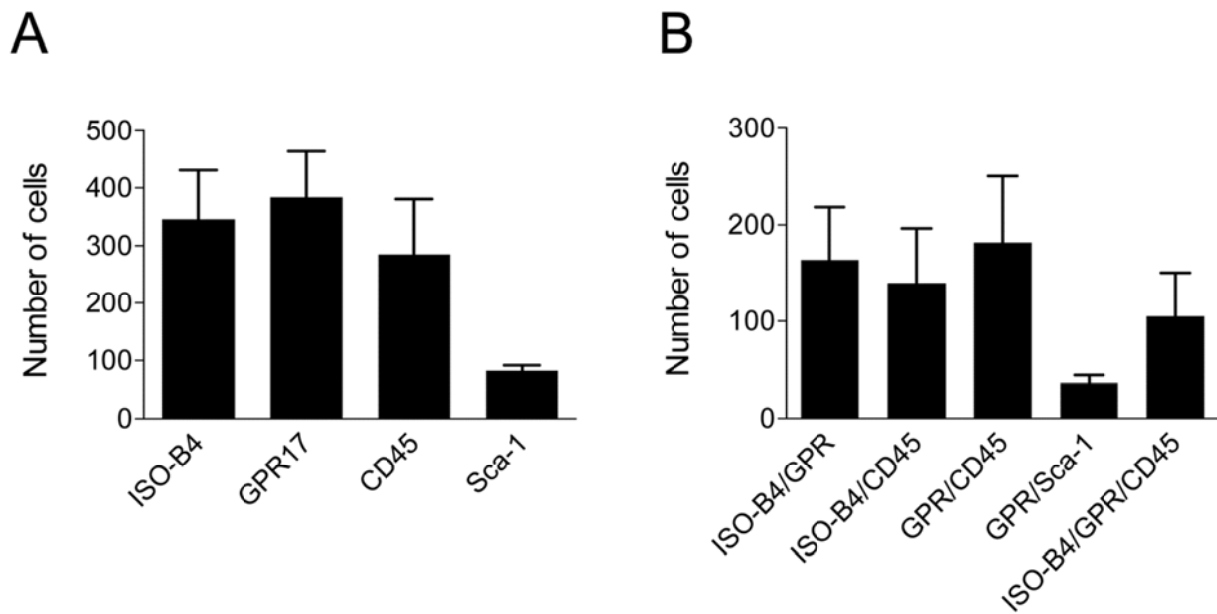 A
Number of cells
500
400
300
200
100
0
ISO-B4
GPR17
CD45
Sca-1
B
Number of cells
300
200
100
0
ISO-B4/GPR
ISO-B4/CD45
GPR/CD45
GPR/Sca-1
ISO-B4/GPR/CD45